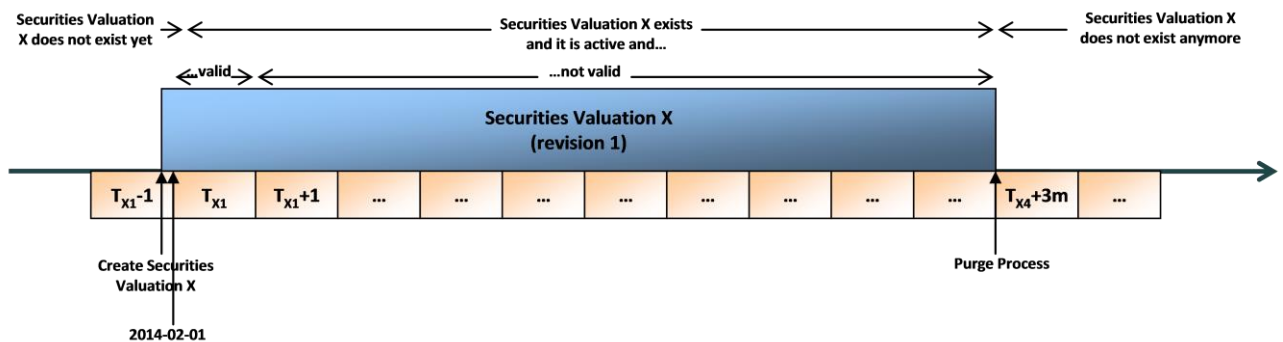 Securities Valuation
X does not exist yet
Securities Valuation X exists
and it is active and...
Securities Valuation X
does not exist anymore
...valid
...not valid
Securities Valuation X
(revision 1)
TX1-1
TX1
TX1+1
...
...
...
...
...
...
...
...
TX4+3m
...
Create Securities
Valuation X
Purge Process
2014-02-01